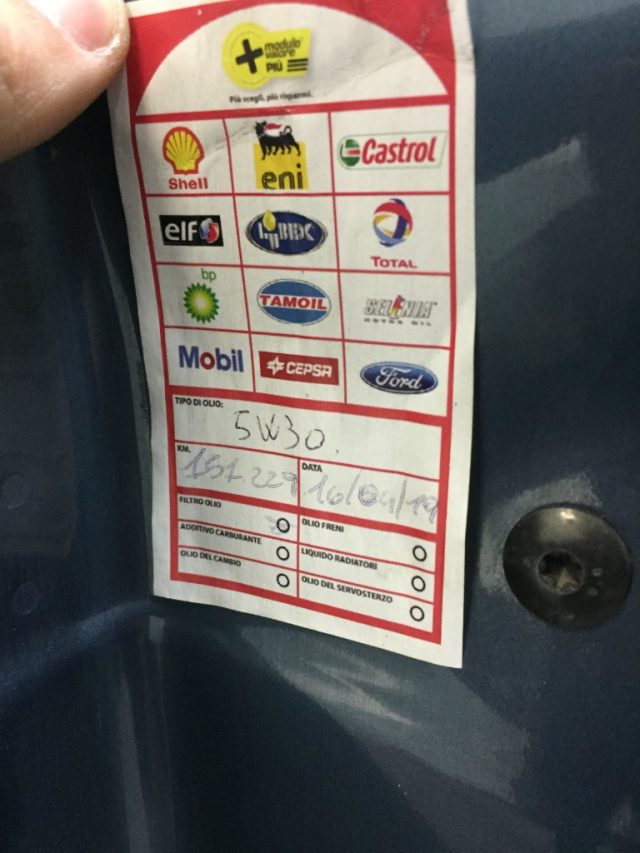 modulo
valore
PIÙ
Più scegli, più risparmi.
Shell
eni
Castrol
elf
TOTAL
bp
TAMOIL
SELENIA
MOTOR OIL
Mobil
CEPSA
Ford
TIPO DI OLIO:
5W30
KM.
151.229
DATA
16/04/19
FILTRO OLIO
OLIO FRENI
ADDITIVO CARBURANTE
LIQUIDO RADIATORI
OLIO DEL CAMBIO
OLIO DEL SERVOSTERZO